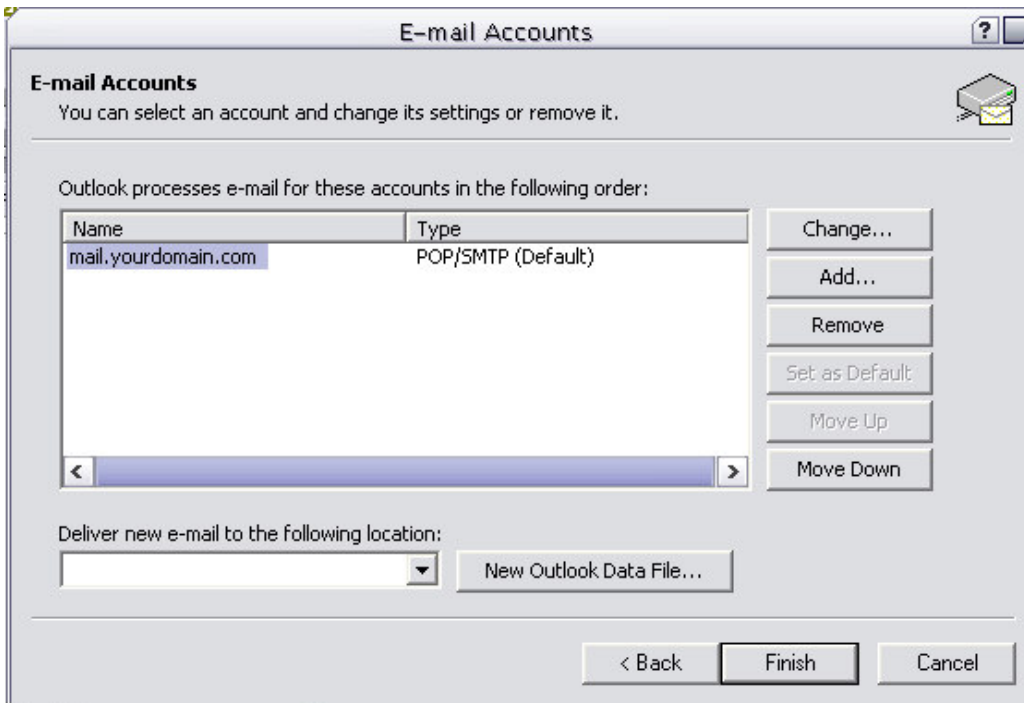 E-mail Accounts
?
E-mail Accounts
You can select an account and change its settings or remove it.
Outlook processes e-mail for these accounts in the following order:
Name Type
mail.yourdomain.com POP/SMTP (Default)
Change...
Add...
Remove
Set as Default
Move Up
Move Down
Deliver new e-mail to the following location:
New Outlook Data File...
< Back Finish Cancel